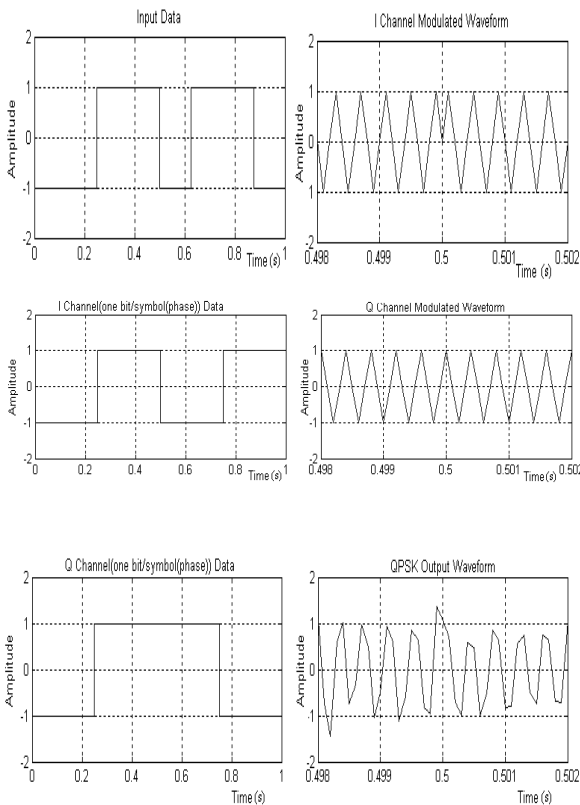 Input Data
Amplitude
2
1
0
-1
-2
0 0.2 0.4 0.6 0.8 1
Time(s)
I Channel Modulated Waveform
Amplitude
2
1
0
1
-2
0.498 0.499 0.5 0.501 0.502
Time(s)
I Channel(one bit/symbol(phase)) Data
Amplitude
2
1
0
-1
-2
0 0.2 0.4 0.6 0.8 1
Time(s)
Q Channel Modulated Waveform
Amplitude
2
1
0
-1
-2
0.498 0.499 0.5 0.501 0.502
Time(s)
Q Channel(one bit/symbol(phase)) Data
Amplitude
2
1
0
-1
-2
0 0.2 0.4 0.6 0.8 1
Time(s)
QPSK Output Waveform
Amplitude
2
1
0
-1
-2
0.498 0.499 0.5 0.501 0.502
Time(s)